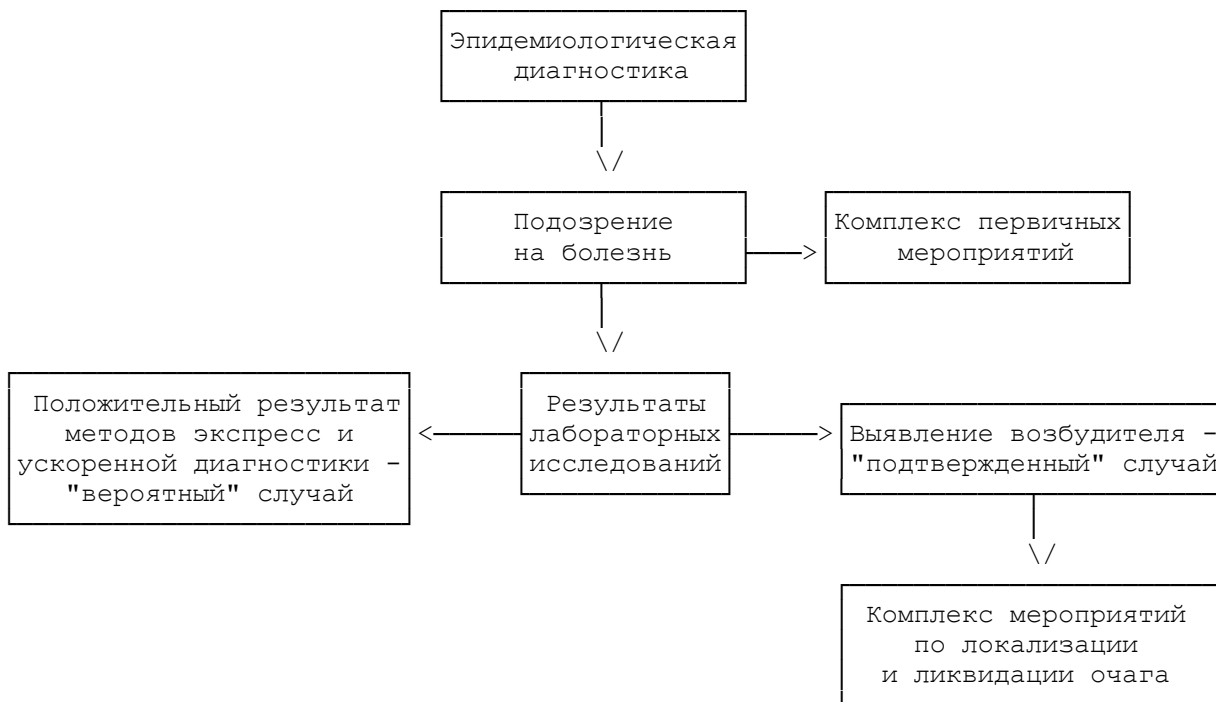 Эпидемиологическая
диагностика
Подозрение
на болезнь
Комплекс первичных
мероприятий
Положительный результат
методов экспресс и
ускоренной диагностики -
"вероятный" случай
Результаты
лабораторных
исследований
Выявление возбудителя -
"подтвержденный" случай
Комплекс мероприятий
по локализации
и ликвидации очага